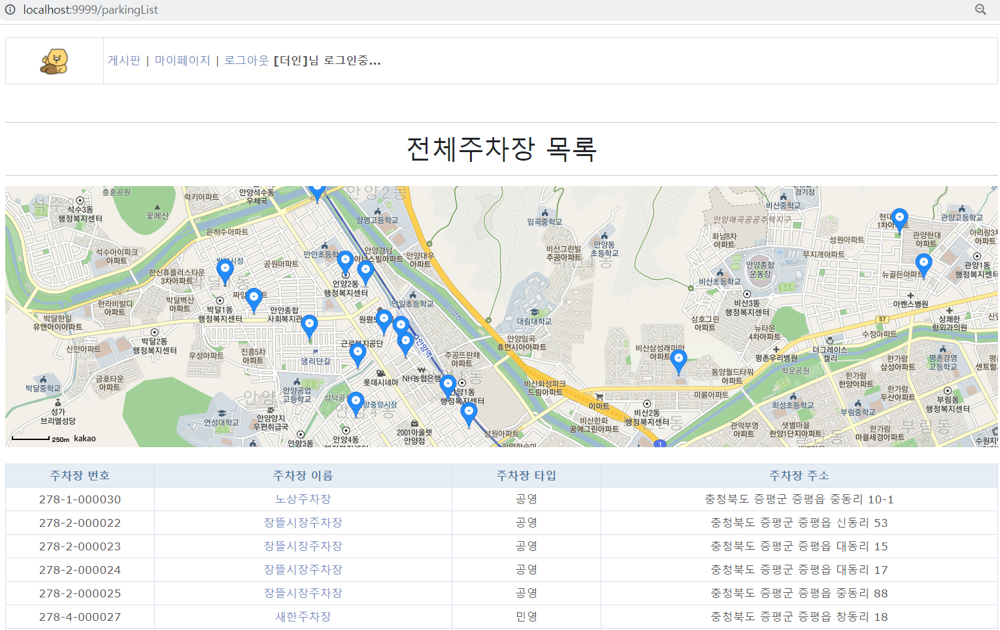 localhost:9999/parkingList
게시판 | 마이페이지 | 로그아웃 [더인]님 로그인중...
전체주차장 목록
충훈공원
럭키아파트
안양석수동
우체국
안양2동
경기장
비산중학교
석수3동
행정복지센터
꽃메산
은하수아파트
양명고등학교
임곡중학교
안양매곡공공주택지구
관양고등학교
석수아이파크
아파트
만안초등학교
안양경남
아너스빌아파트
안양대우
아파트
비산그린빌
주공아파트
안양동
초등학교
화남8차
아파트
성원아파트
무지개아파트
관양현대
아파트
공원아파트
한신휴플러스타운
3차아파트
안양종합
운동장
뉴골든아파트
관양1동
행정복지센터
안양2동
행정복지센터
비산초등학교
박달벽산
아파트
한라비발디
아파트
박달1동
행정복지센터
만안종합
사회복지관
안일초등학교
안양천
대림대학교
비산3동
행정복지센터
아벤스병원
박달한일
유앤아이아파트
삼호그린
아파트
뉴타운
4차아파트
57
상쾌한
항외과의원
수정아파트
신안아파트
박달2동
행정복지센터
우성아파트
진흥5차
아파트
근로복지공단
안양역
안양임곡
휴먼시아아파트
주공뜨란채
아파트
비산삼성래미안
아파트
평촌우리병원
더그레이스
켈리
평촌경영
고등학교
댕리단길
롯데시네마
NH농협은행
박달중학교
금호타운
아파트
동양월드타워
아파트
학운공원
한가람
삼성아파트
한가람
한양아파트
안양공업
고등학교
비산화성파크
드림아파트
이마트
미륭아파트
희성초등학교
한가람
두산아파트
부림동
행정복지센터
성가
브리엘성당
연성대학교
안양양지
우편취급국
안양1동
행정복지센터
비산2동
행정복지센터
부림중학교
비산한화
꿈에그린아파트
관악부영
아파트
샛별마을
한양1단지아파트
한가람
마을세경아파트
부림동
2001아울렛
안양점
성원아파트
안양3동
안양4동
250m kakao
1
주차장 번호 주차장 이름 주차장 타입 주차장 주소
278-1-000030 노상주차장 공영 충청북도 증평군 증평읍 중동리 10-1
278-2-000022 장뜰시장주차장 공영 충청북도 증평군 증평읍 신동리 53
278-2-000023 장뜰시장주차장 공영 충청북도 증평군 증평읍 대동리 15
278-2-000024 장뜰시장주차장 공영 충청북도 증평군 증평읍 대동리 17
278-2-000025 장뜰시장주차장 공영 충청북도 증평군 증평읍 중동리 88
278-4-000027 새한주차장 민영 충청북도 증평군 증평읍 창동리 18